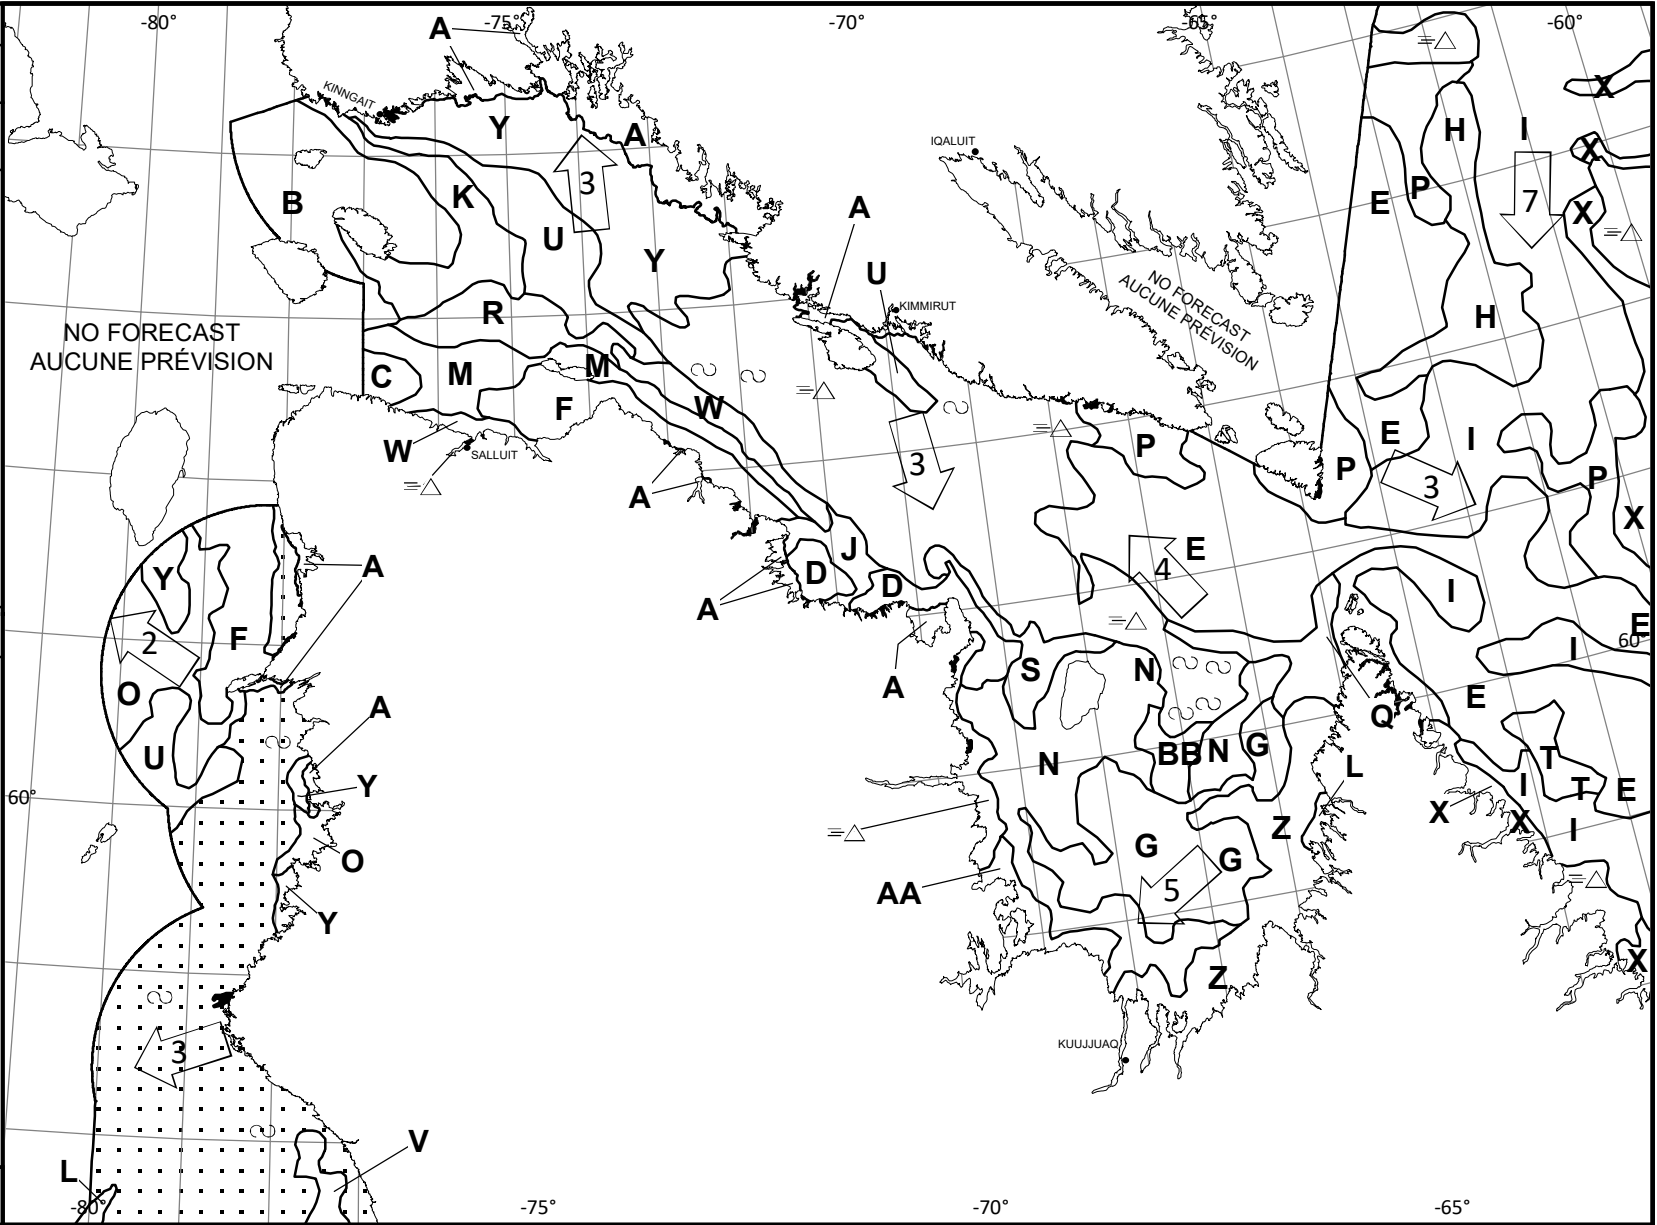 -80°
-75°
-70°
-65°
-60°
A
KINNGAIT
X
Y
A
H
I
IQALUIT
X
3
B
K
E
P
7
A
X
U
Y
U
NO FORECAST
AUCUNE PRÉVISION
KIMMIRUT
R
H
NO FORECAST
AUCUNE PRÉVISION
C
M
M
F
W
W
SALLUIT
P
E
I
3
P
3
P
A
X
J
E
4
A
Y
D
D
I
A
2
F
E
60°
I
O
A
S
N
E
A
Q
U
N
BB
N
G
T
L
60°
Y
I
T
E
X
X
Z
I
O
G
G
5
AA
Y
Z
X
3
KUUJJUAQ
V
L
-80°
-75°
-70°
-65°